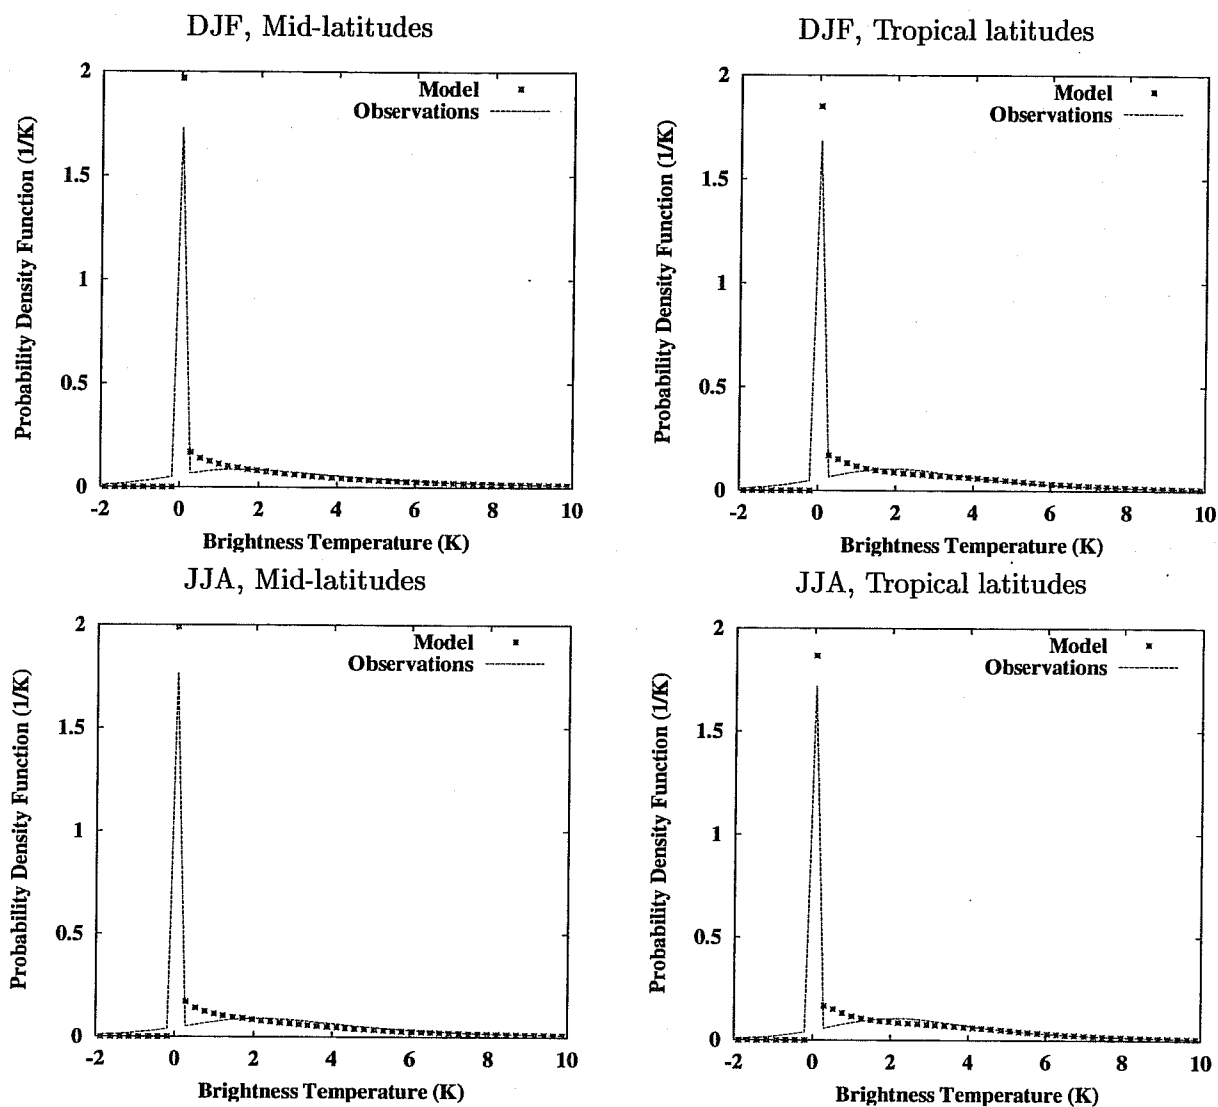 DJF, Mid-latitudes
Probability Density Function (1/K)
2
1.5
1
0.5
0
Model
Observations
-2 0 2 4 6 8 10
Brightness Temperature (K)
DJF, Tropical latitudes
Probability Density Function (1/K)
2
1.5
1
0.5
0
Model
Observations
-2 0 2 4 6 8 10
Brightness Temperature (K)
JJA, Mid-latitudes
Probability Density Function (1/K)
2
1.5
1
0.5
0
Model
Observations
-2 0 2 4 6 8 10
Brightness Temperature (K)
JJA, Tropical latitudes
Probability Density Function (1/K)
2
1.5
1
0.5
0
Model
Observations
-2 0 2 4 6 8 10
Brightness Temperature (K)